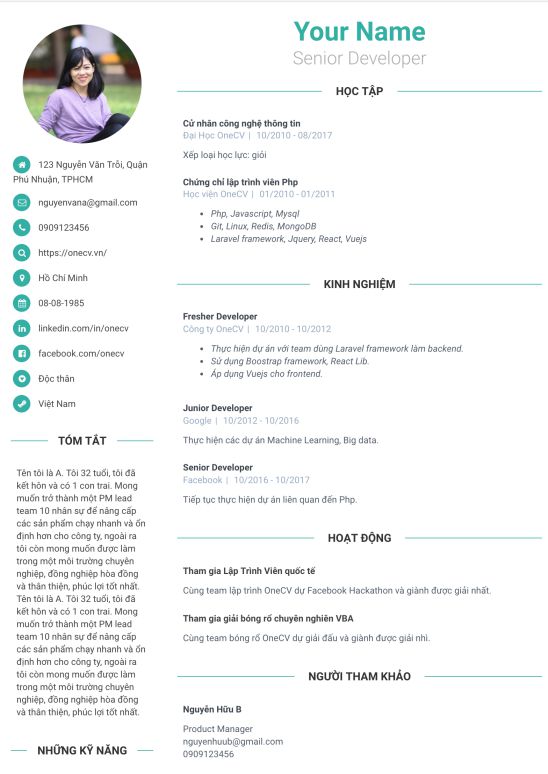 123 Nguyễn Văn Trỗi, Quận
Phú Nhuận, TPHCM
nguyenvana@gmail.com
0909123456
https://onecv.vn/
Hồ Chí Minh
08-08-1985
linkedin.com/in/onecv
facebook.com/onecv
Độc thân
Việt Nam
TÓM TẮT
Tên tôi là A. Tôi 32 tuổi, tôi đã
kết hôn và có 1 con trai. Mong
muốn trở thành một PM lead
team 10 nhân sự để nâng cấp
các sản phẩm chạy nhanh và ổn
định hơn cho công ty, ngoài ra
tôi còn mong muốn được làm
trong một môi trường chuyên
nghiệp, đồng nghiệp hòa đồng
và thân thiện, phúc lợi tốt nhất.
Tên tôi là A. Tôi 32 tuổi, tôi đã
kết hôn và có 1 con trai. Mong
muốn trở thành một PM lead
team 10 nhân sự để nâng cấp
các sản phẩm chạy nhanh và ổn
định hơn cho công ty, ngoài ra
tôi còn mong muốn được làm
trong một môi trường chuyên
nghiệp, đồng nghiệp hòa đồng
và thân thiện, phúc lợi tốt nhất.
NHỮNG KỸ NĂNG
Your Name
Senior Developer
HỌC TẬP
Cử nhân công nghệ thông tin
Đại Học OneCV | 10/2010 - 08/2017
Xếp loại học lực: giỏi
Chứng chỉ lập trình viên Php
Học viện OneCV | 01/2010 - 01/2011
• Php, Javascript, Mysql
• Git, Linux, Redis, MongoDB
• Laravel framework, Jquery, React, Vuejs
KINH NGHIỆM
Fresher Developer
Công ty OneCV | 10/2010 - 10/2012
• Thực hiện dự án với team dùng Laravel framework làm backend.
• Sử dụng Boostrap framework, React Lib.
• Áp dụng Vuejs cho frontend.
Junior Developer
Google | 10/2012 - 10/2016
Thực hiện các dự án Machine Learning, Big data.
Senior Developer
Facebook | 10/2016 - 10/2017
Tiếp tục thực hiện dự án liên quan đến Php.
HOẠT ĐỘNG
Tham gia Lập Trình Viên quốc tế
Cùng team lập trình OneCV dự Facebook Hackathon và giành được giải nhất.
Tham gia giải bóng rổ chuyên nghiên VBA
Cùng team bóng rổ OneCV dự giải đấu và giành được giải nhì.
NGƯỜI THAM KHẢO
Nguyễn Hữu B
Product Manager
nguyenhuub@gmail.com
0909123456